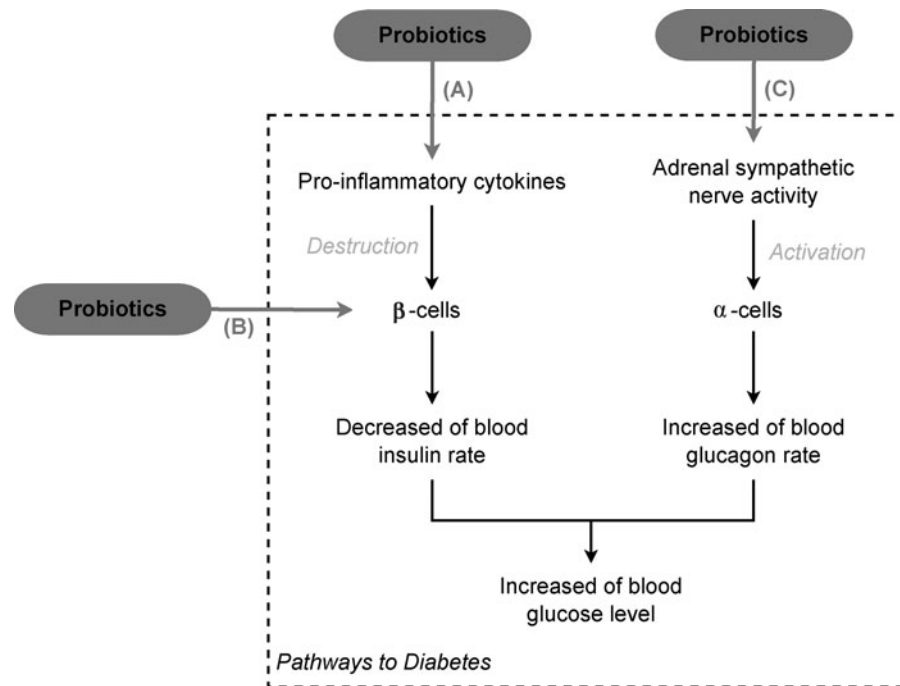 Probiotics
Probiotics
(A)
(C)
Pro-inflammatory cytokines
Adrenal sympathetic
nerve activity
Destruction
Activation
Probiotics
(B)
β-cells
α-cells
Decreased of blood
insulin rate
Increased of blood
glucagon rate
Increased of blood
glucose level
Pathways to Diabetes